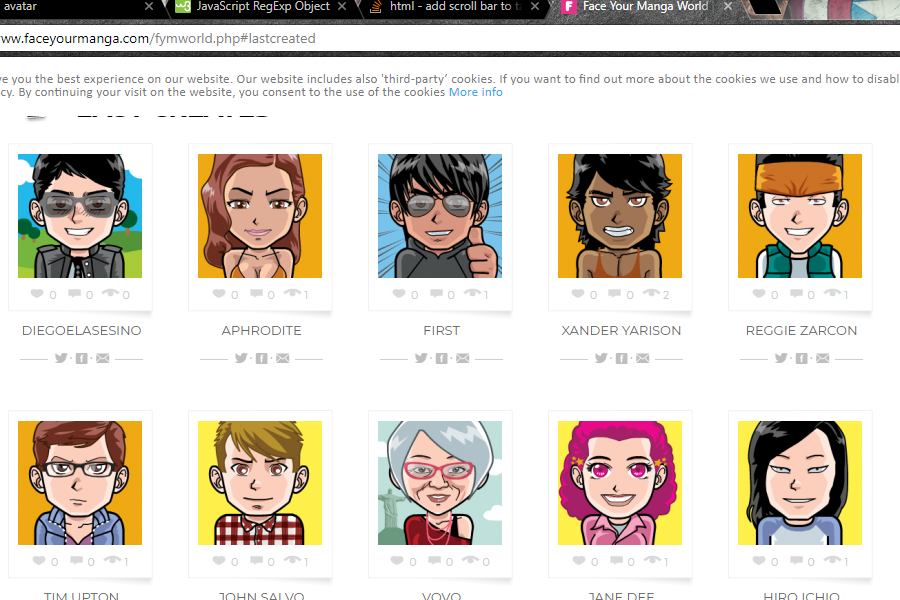 avatar
JavaScript RegExp Object
html - add scroll bar to ta
Face Your Manga World
ww.faceyourmanga.com/fymworld.php#lastcreated
ve you the best experience on our website. Our website includes also 'third-party' cookies. If you want to find out more about the cookies we use and how to disabl
cy. By continuing your visit on the website, you consent to the use of the cookies More info
0 0 0
0 0 1
0 0 1
0 0 2
0 0 1
DIEGOELASESINO
APHRODITE
FIRST
XANDER YARISON
REGGIE ZARCON
0 0 1
0 0 1
0 0 0
0 0 1
0 0 1
TIM UPTON
JOHN SALVO
VOVO
JANE DEE
HIRO ICHIO